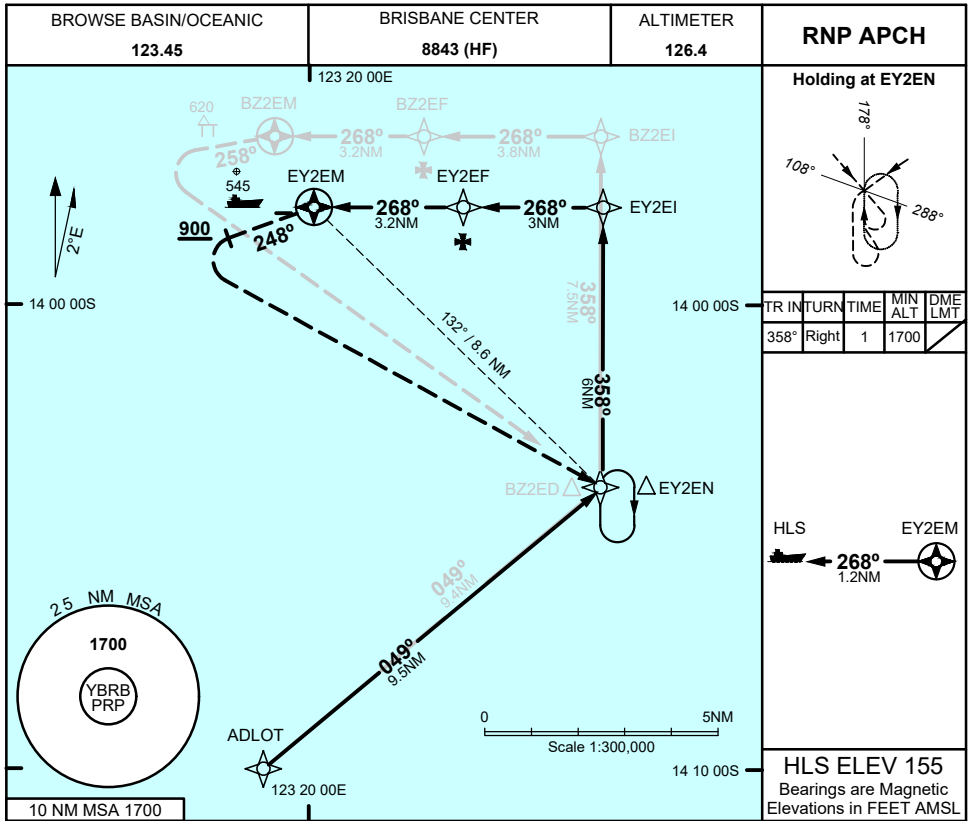 BROWSE BASIN/OCEANIC
123.45
BRISBANE CENTER
8843 (HF)
ALTIMETER
126.4
RNP APCH
123 20 00E
620
BZ2EM
268º
3.2NM
BZ2EF
268º
3.8NM
BZ2EI
258º
545
EY2EM
268º
3.2NM
EY2EF
268º
3NM
EY2EI
900
248º
2°E
14 00 00S
14 00 00S
358º
7.5NM
132° / 8.6 NM
358º
6NM
BZ2ED
EY2EN
049º
9.4NM
049º
9.5NM
25 NM MSA
1700
YBRB
PRP
ADLOT
123 20 00E
0
5NM
Scale 1:300,000
14 10 00S
10 NM MSA 1700
Holding at EY2EN
178°
108°
288°
TR IN
TURN
TIME
MIN
ALT
DME
LMT
358°
Right
1
1700
HLS
268º
1.2NM
EY2EM
HLS ELEV 155
Bearings are Magnetic
Elevations in FEET AMSL